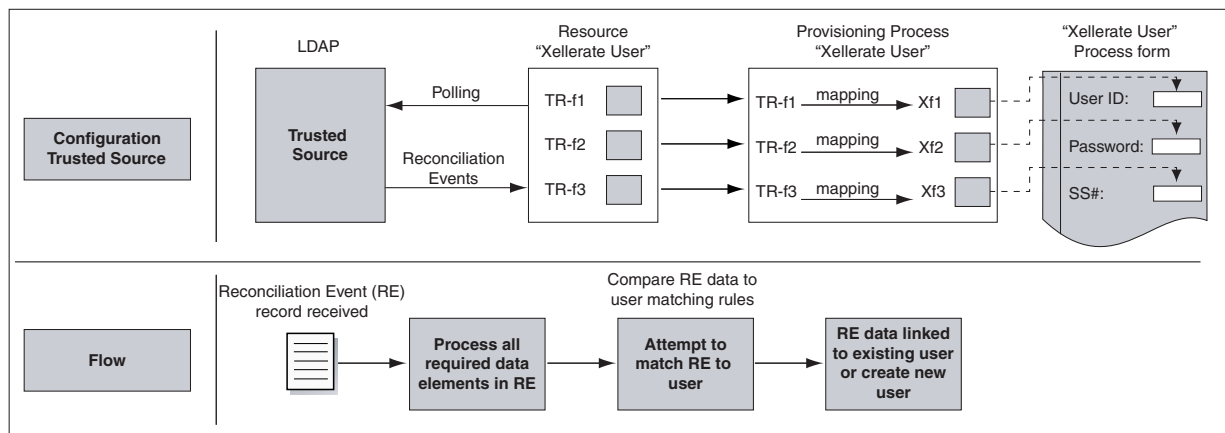 LDAP
Resource
“Xellerate User”
Provisioning Process
“Xellerate User”
“Xellerate User”
Process form
Configuration
Trusted Source
Trusted
Source
Polling
Reconciliation
Events
TR-f1
TR-f2
TR-f3
TR-f1 mapping Xf1
TR-f2 mapping Xf2
TR-f3 mapping Xf3
User ID:
Password:
SS#:
Flow
Reconciliation Event (RE)
record received
Process all
required data
elements in RE
Compare RE data to
user matching rules
Attempt to
match RE to
user
RE data linked
to existing user
or create new
user